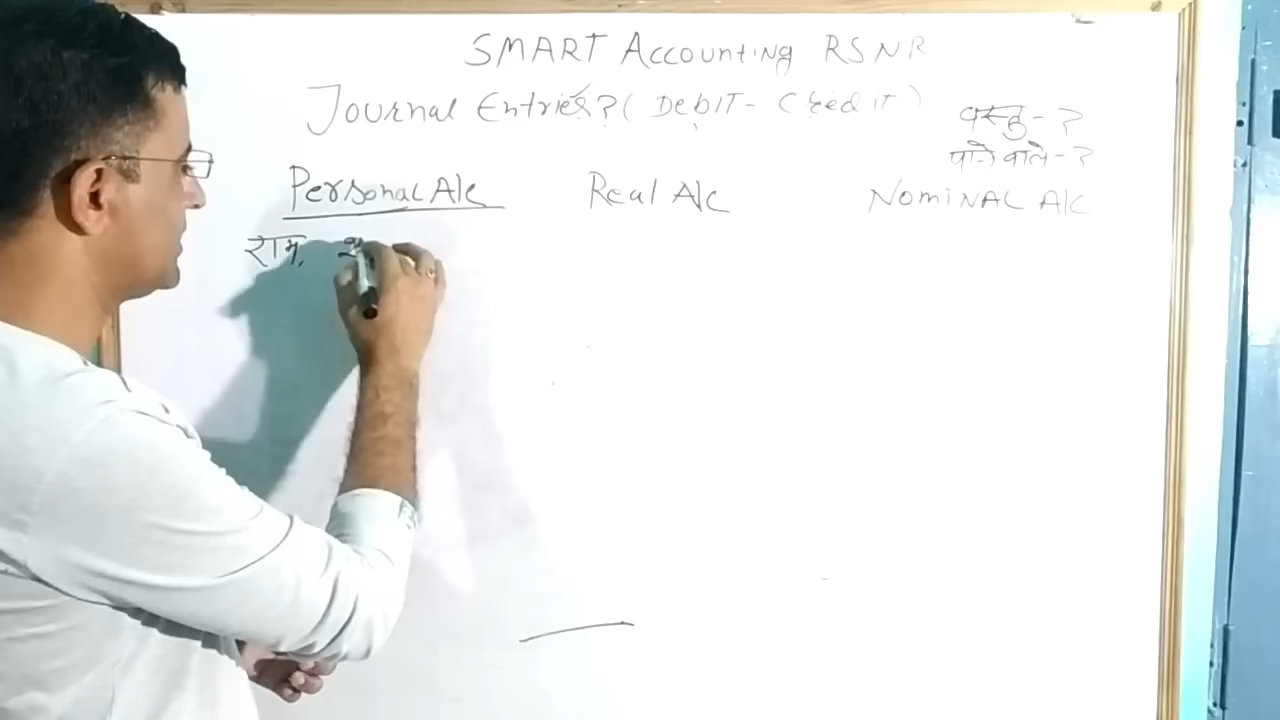 SMART Accounting RSNR
Journal Entries? (Debit - Credit)
वस्तु - ?
पाने वाले - ?
Personal A/c Real A/c Nominal A/c
राम,